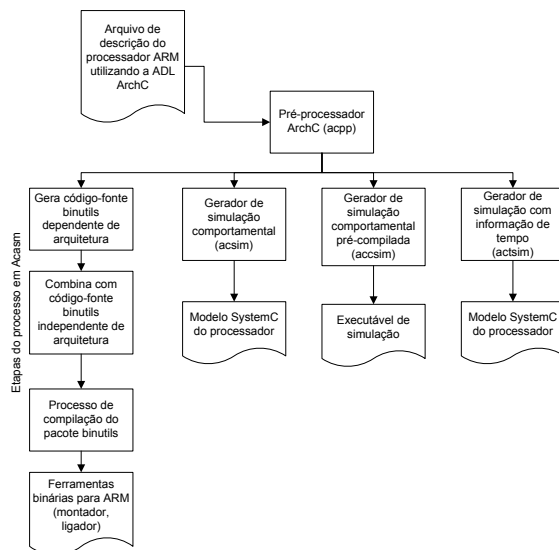 Arquivo de
descrição do
processador ARM
utilizando a ADL
ArchC
Pré-processador
ArchC (acpp)
Etapas do processo em Acasm
Gera código-fonte
binutils
dependente de
arquitetura
Gerador de
simulação
comportamental
(acsim)
Gerador de
simulação
comportamental
pré-compilada
(accsim)
Gerador de
simulação com
informação de
tempo
(actsim)
Combina com
código-fonte
binutils
independente de
arquitetura
Modelo SystemC
do processador
Executável de
simulação
Modelo SystemC
do processador
Processo de
compilação do
pacote binutils
Ferramentas
binárias para ARM
(montador,
ligador)